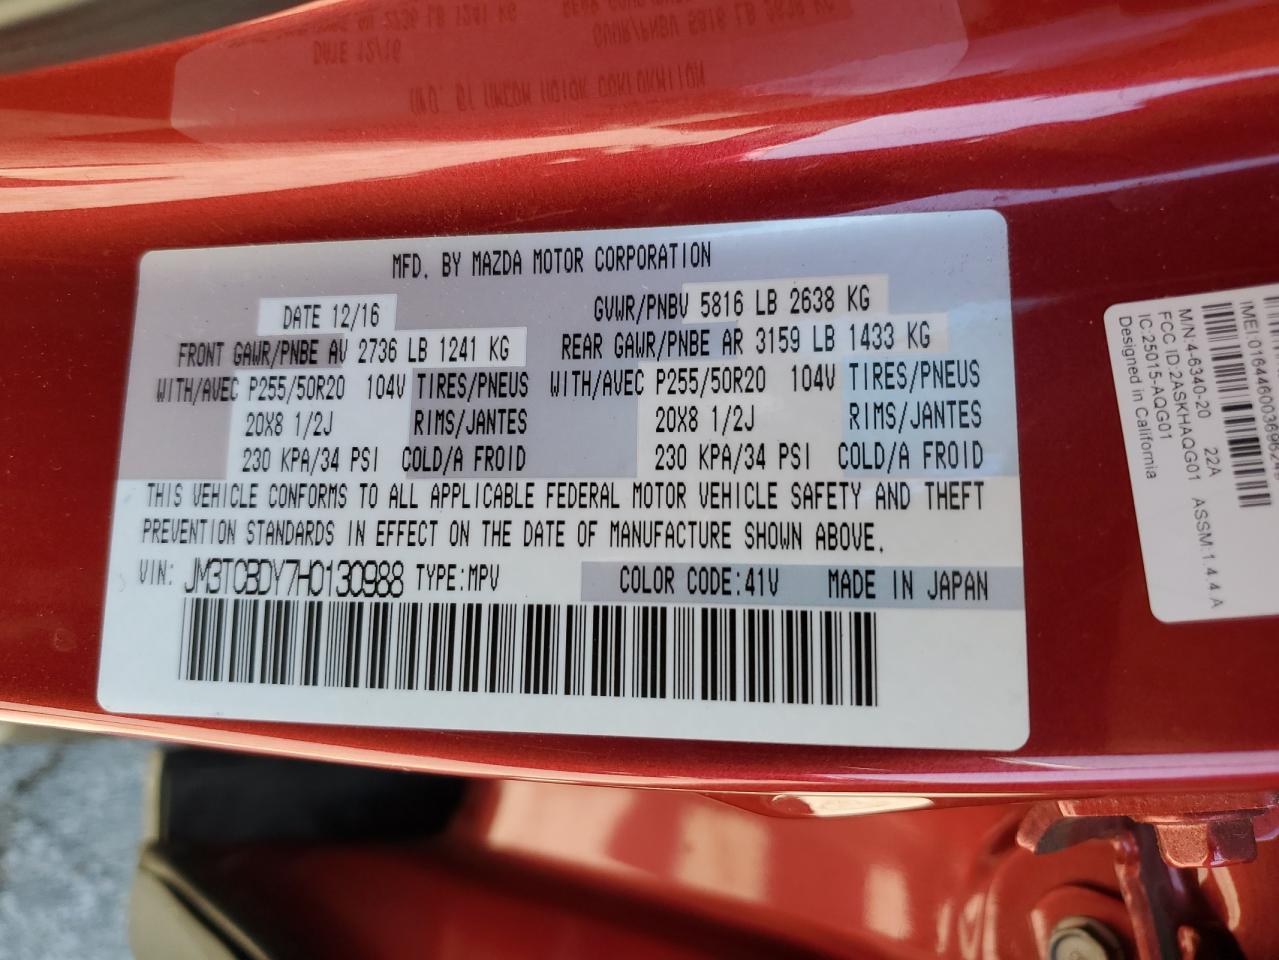 MFD. BY MAZDA MOTOR CORPORATION
DATE 12/16
GVWR/PNBV 5816 LB 2638 KG
FRONT GAWR/PNBE AV 2736 LB 1241 KG
REAR GAWR/PNBE AR 3159 LB 1433 KG
WITH/AVEC P255/50R20 104V TIRES/PNEUS
WITH/AVEC P255/50R20 104V TIRES/PNEUS
20X8 1/2J RIMS/JANTES
20X8 1/2J RIMS/JANTES
230 KPA/34 PSI COLD/A FROID
230 KPA/34 PSI COLD/A FROID
THIS VEHICLE CONFORMS TO ALL APPLICABLE FEDERAL MOTOR VEHICLE SAFETY AND THEFT
PREVENTION STANDARDS IN EFFECT ON THE DATE OF MANUFACTURE SHOWN ABOVE.
VIN: JM3TCBDY7H0130988 TYPE:MPV COLOR CODE:41V MADE IN JAPAN
IMEI:
M/N:4-6340-20 22A
FCC ID:2ASKHAQG01 ASSM:1.4.4.A
IC:25015-AQG01
Designed in California